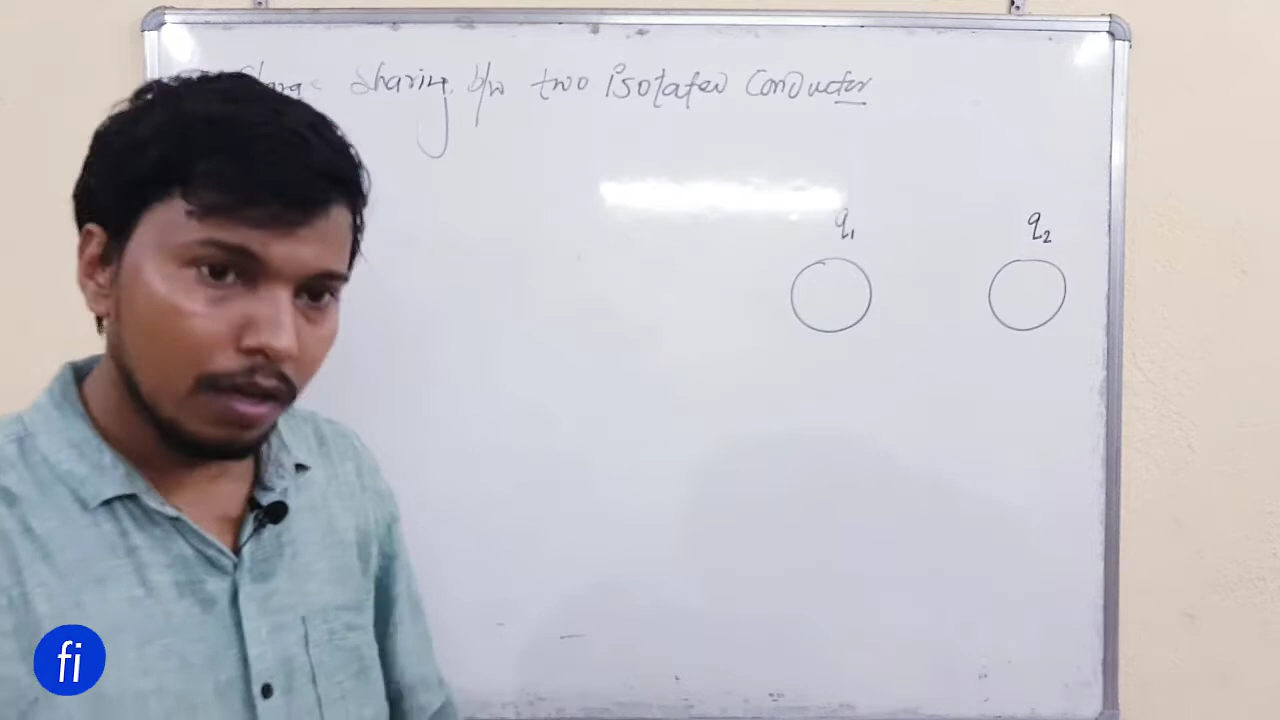 sharing b/w two isolated conductor
q₁ q₂
fi